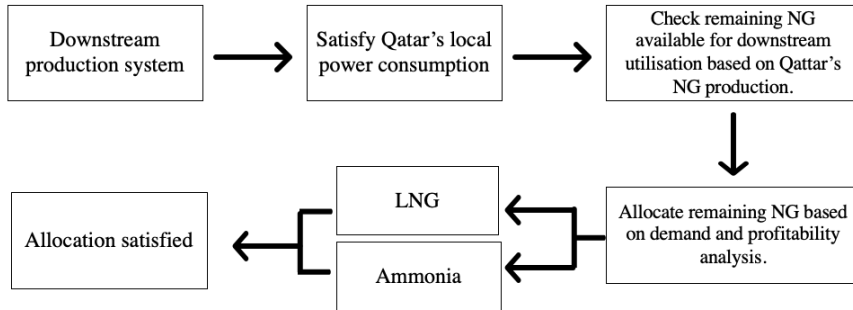 Downstream
production system
Satisfy Qatar's local
power consumption
Check remaining NG
available for downstream
utilisation based on Qattar's
NG production.
Allocate remaining NG based
on demand and profitability
analysis.
LNG
Ammonia
Allocation satisfied